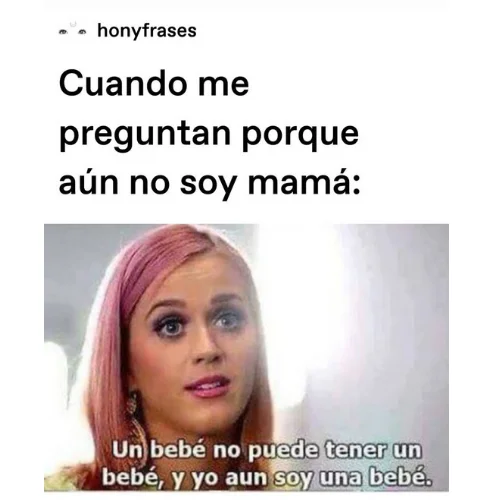 honyfrases
Cuando me
preguntan porque
aún no soy mamá:
Un bebé no puede tener un
bebé, y yo aun soy una bebé.